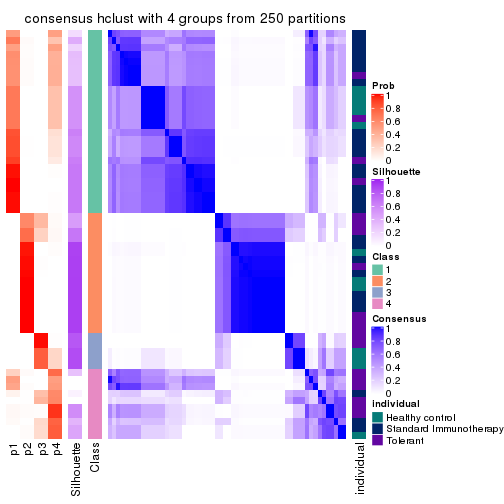 consensus hclust with 4 groups from 250 partitions
Prob
1
0.8
0.6
0.4
0.2
0
Silhouette
1
0.8
0.6
0.4
0.2
0
Class
1
2
3
4
Consensus
1
0.8
0.6
0.4
0.2
0
Individual
Healthy control
Standard Immunotherapy
Tolerant
p1
p2
p3
p4
Silhouette
Class
individual